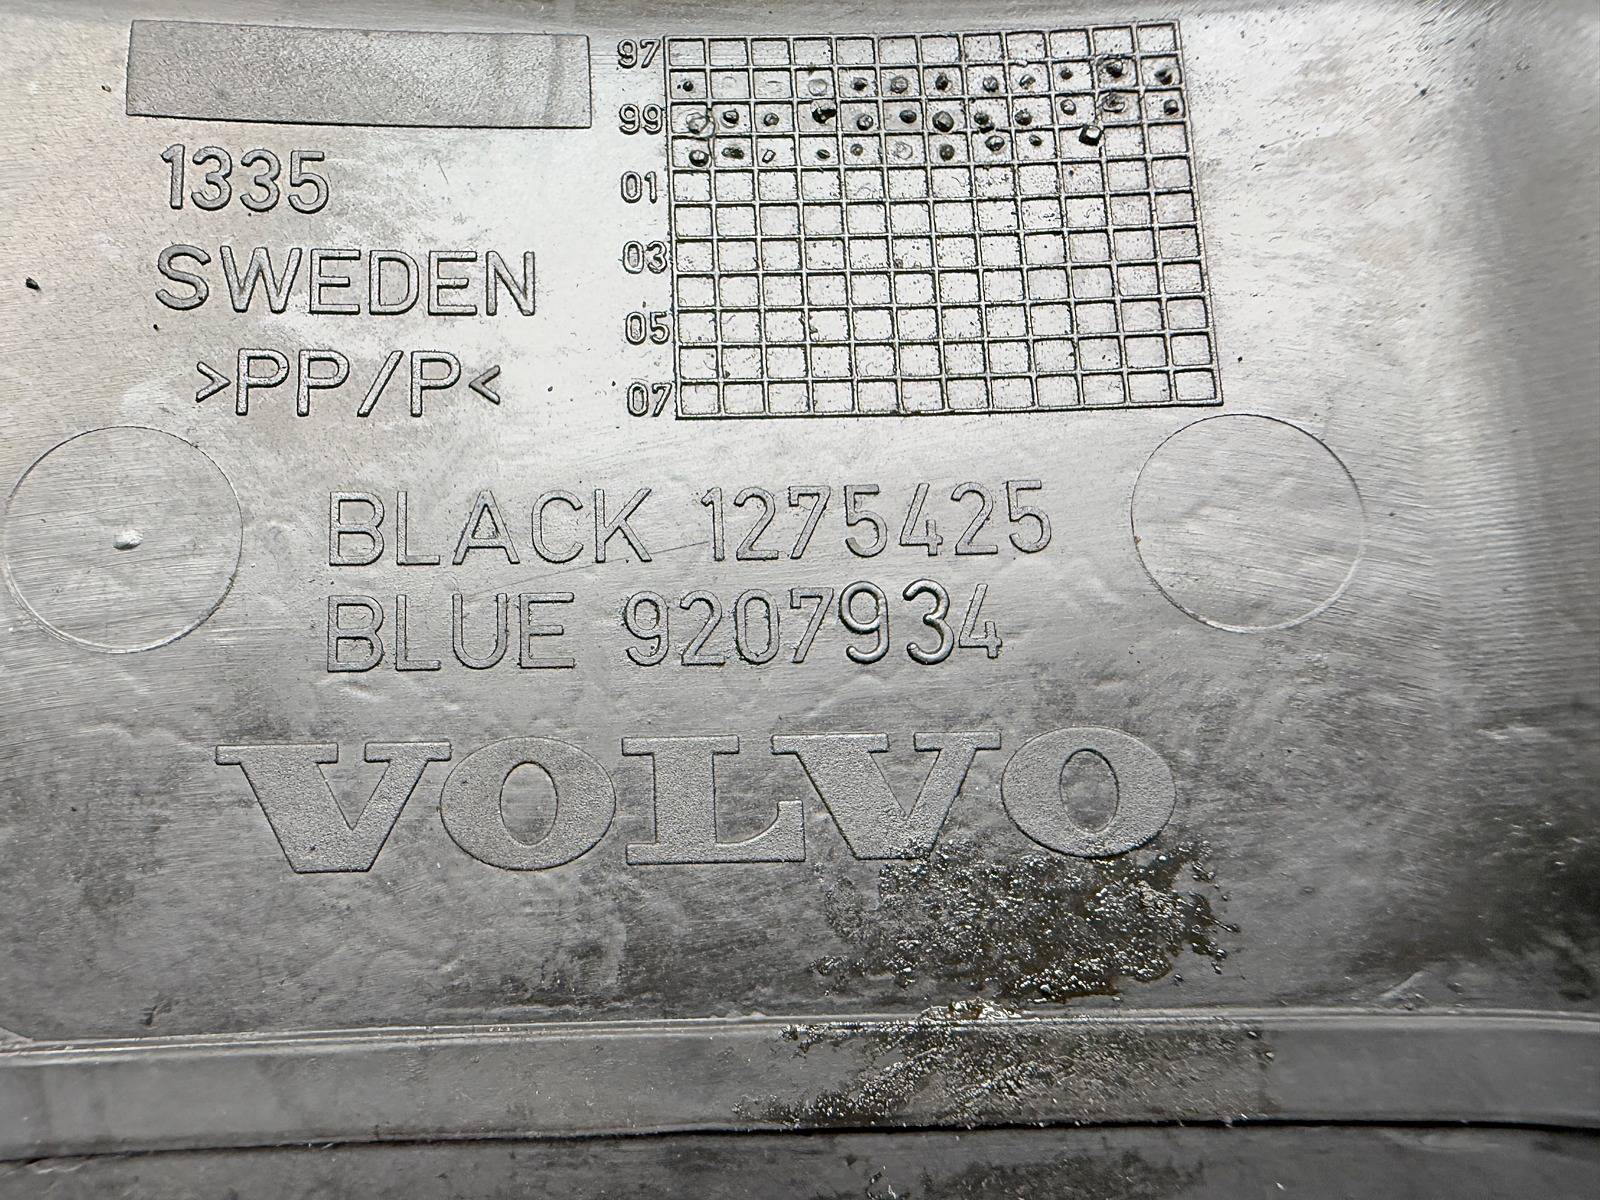 1335
SWEDEN
>PP/P<
97
99
01
03
05
07
BLACK 1275425
BLUE 9207934
VOLVO